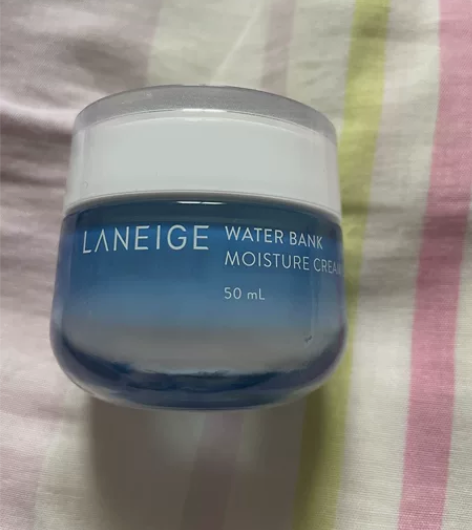 LANEIGE
WATER BANK
MOISTURE CREAM
50 mL